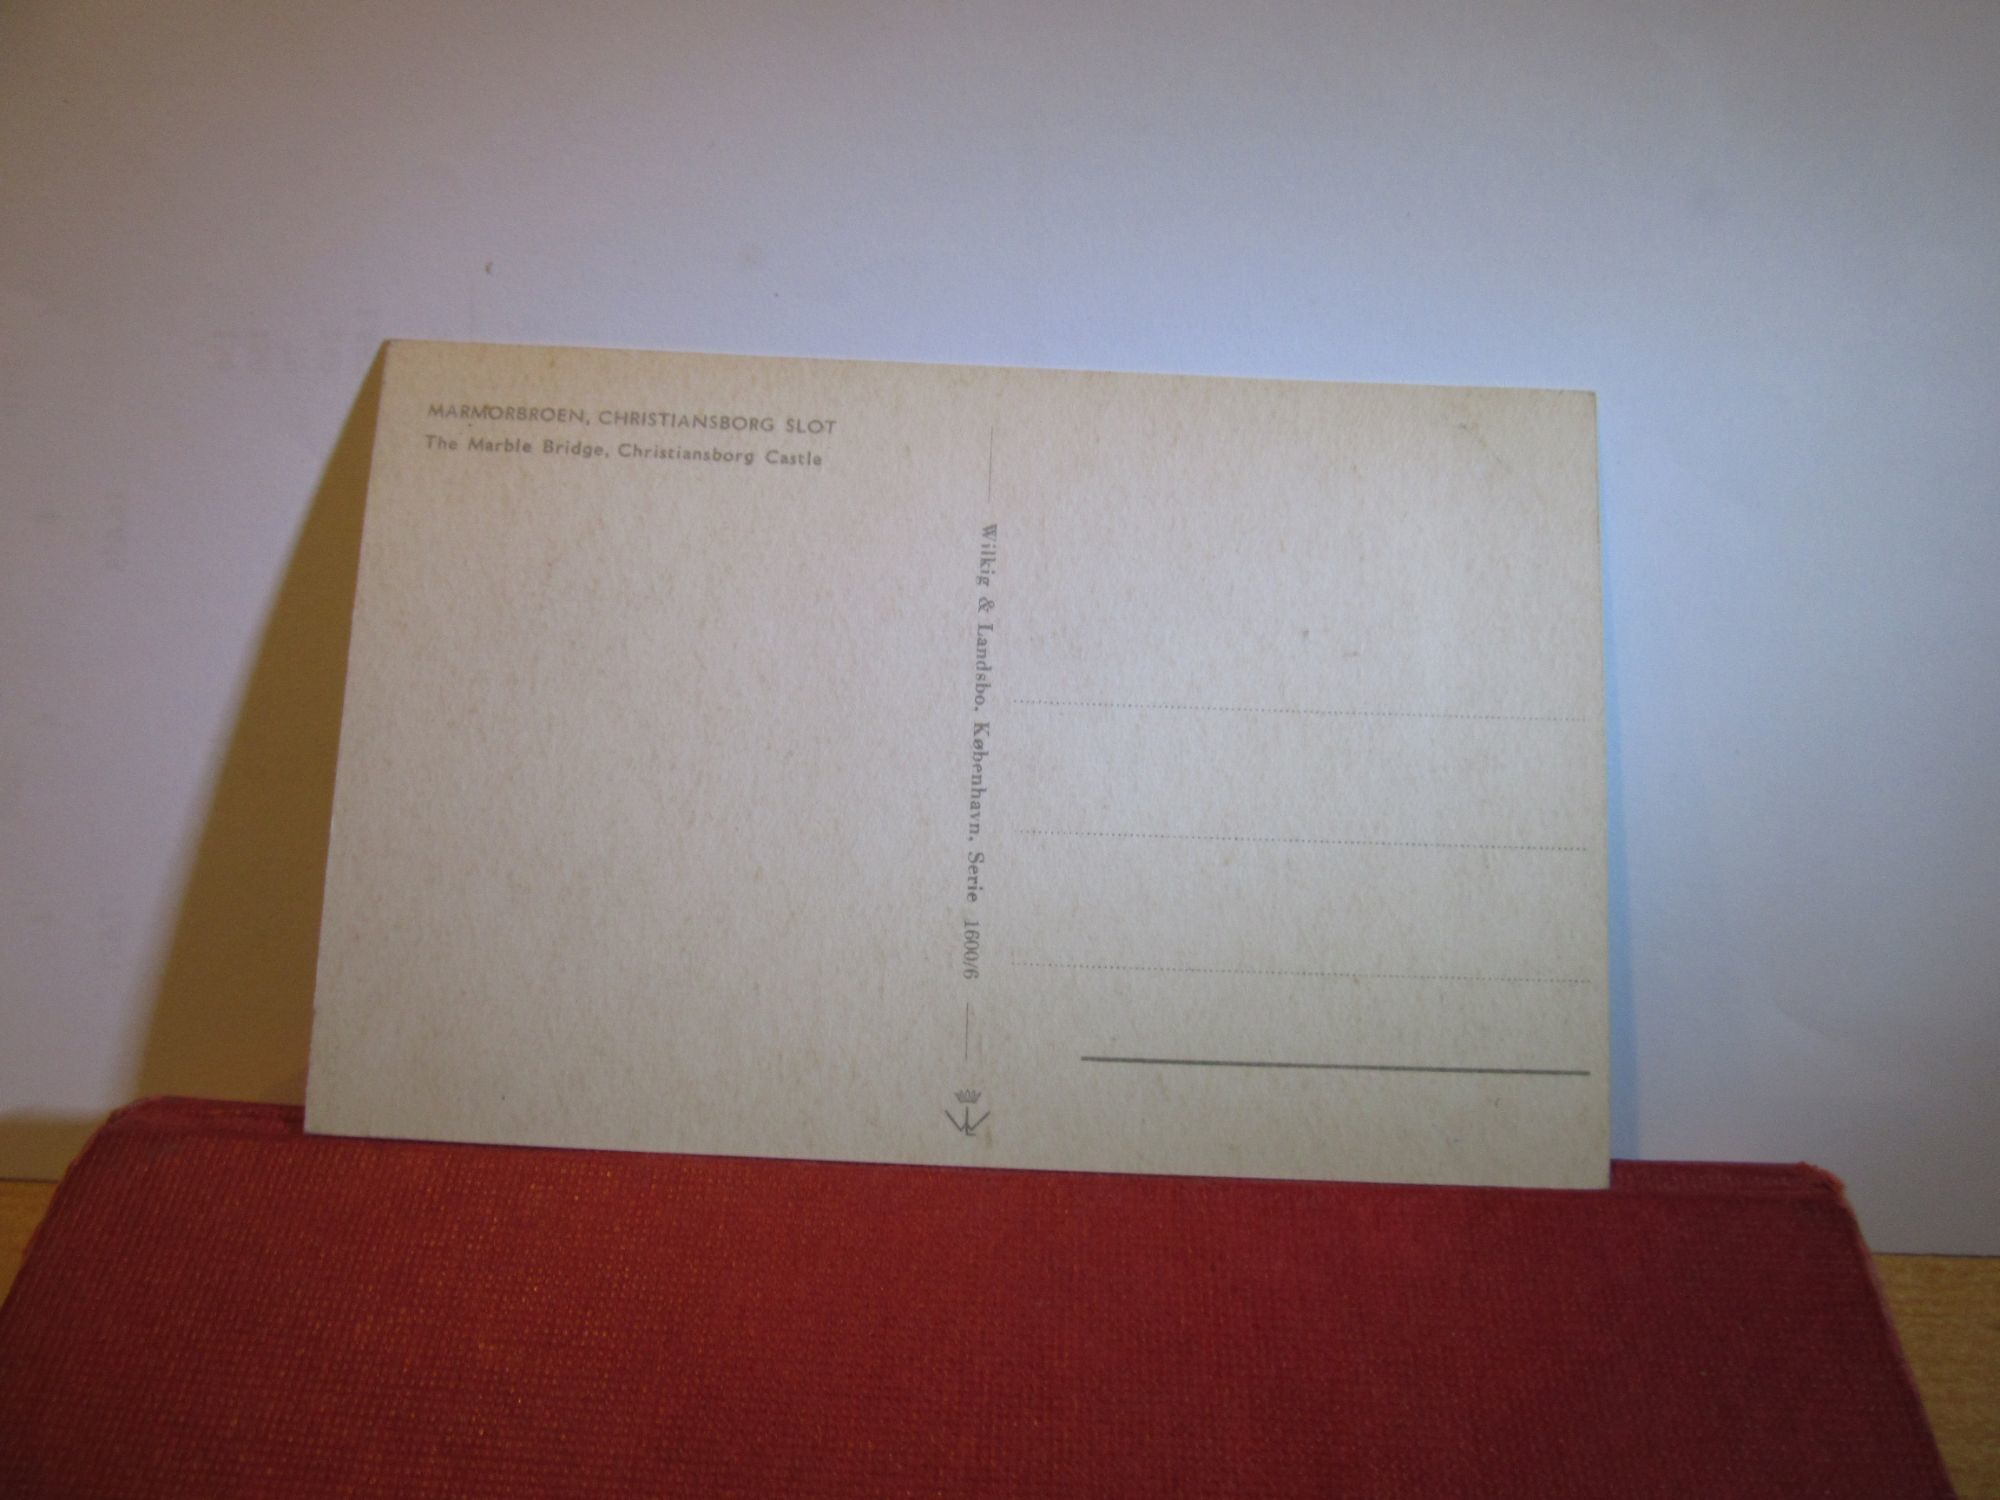 MARMORBROEN, CHRISTIANSBORG SLOT
The Marble Bridge, Christiansborg Castle
Wilkig & Landsbo. København. Serie 1600/6